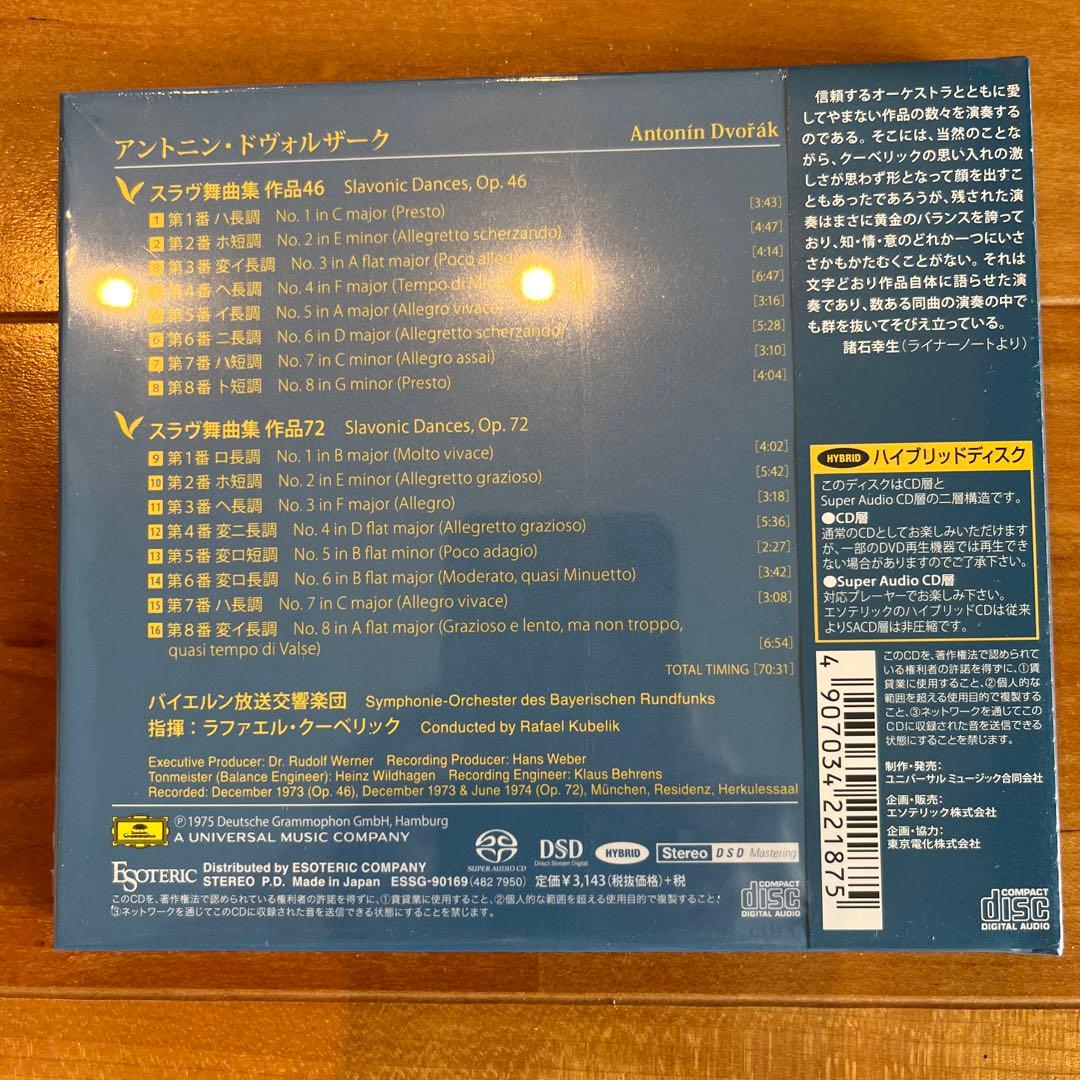 アントニン・ドヴォルザーク Antonín Dvořák
スラヴ舞曲集 作品46 Slavonic Dances, Op. 46
1 第1番 ハ長調 No. 1 in C major (Presto) [3:43]
2 第2番 ホ短調 No. 2 in E minor (Allegretto scherzando) [4:47]
3 第3番 変イ長調 No. 3 in A flat major (Poco allegro [4:14]
第4番 ヘ長調 No. 4 in F major (Tempo di [6:47]
5 第5番 イ長調 No. 5 in A major (Allegro vivace) [3:16]
6 第6番 ニ長調 No. 6 in D major (Allegretto scherzando) [5:28]
7 第7番 ハ短調 No. 7 in C minor (Allegro assai) [3:10]
8 第8番 ト短調 No. 8 in G minor (Presto) [4:04]
スラヴ舞曲集 作品72 Slavonic Dances, Op. 72
9 第1番 ロ長調 No. 1 in B major (Molto vivace) [4:02]
10 第2番 ホ短調 No. 2 in E minor (Allegretto grazioso) [5:42]
11 第3番 ヘ長調 No. 3 in F major (Allegro) [3:18]
12 第4番 変ニ長調 No. 4 in D flat major (Allegretto grazioso) [5:36]
13 第5番 変ロ短調 No. 5 in B flat minor (Poco adagio) [2:27]
14 第6番 変ロ長調 No. 6 in B flat major (Moderato, quasi Minuetto) [3:42]
15 第7番 ハ長調 No. 7 in C major (Allegro vivace) [3:08]
16 第8番 変イ長調 No. 8 in A flat major (Grazioso e lento, ma non troppo,
quasi tempo di Valse) [6:54]
TOTAL TIMING [70:31]
バイエルン放送交響楽団 Symphonie-Orchester des Bayerischen Rundfunks
指揮:ラファエル・クーベリック Conducted by Rafael Kubelik
Executive Producer: Dr. Rudolf Werner Recording Producer: Hans Weber
Tonmeister (Balance Engineer): Heinz Wildhagen Recording Engineer: Klaus Behrens
Recorded: December 1973 (Op. 46), December 1973 & June 1974 (Op. 72), München, Residenz, Herkulessaal
Deutsche Grammophon
Ⓟ1975 Deutsche Grammophon GmbH, Hamburg
A UNIVERSAL MUSIC COMPANY
SUPER AUDIO CD
DSD
Direct Stream Digital
HYBRID
Stereo DSD Mastering
ESOTERIC
Distributed by ESOTERIC COMPANY
STEREO P.D. Made in Japan ESSG-90169 (482 7950) 定価¥3,143(税抜価格)+税
このCDを、著作権法で認められている権利者の許諾を得ずに、①賃貸業に使用すること、②個人的な範囲を超える使用目的で複製すること、
③ネットワークを通じてこのCDに収録された音を送信できる状態にすることを禁じます。
COMPACT
disc
DIGITAL AUDIO
信頼するオーケストラとともに愛
してやまない作品の数々を演奏する
のである。そこには、当然のことな
がら、クーベリックの思い入れの激
しさが思わず形となって顔を出すこ
ともあったであろうが、残された演
奏はまさに黄金のバランスを誇って
おり、知・情・意のどれか一つにいさ
さかもかたむくことがない。それは
文字どおり作品自体に語らせた演
奏であり、数ある同曲の演奏の中で
も群を抜いてそびえ立っている。
諸石幸生(ライナーノートより)
HYBRID ハイブリッドディスク
このディスクはCD層と
Super Audio CD層の二層構造です。
●CD層
通常のCDとしてお楽しみいただけます
が、一部のDVD再生機器では再生でき
ない場合がありますのでご了承下さい。
●Super Audio CD層
対応プレーヤーでお楽しみ下さい。
エソテリックのハイブリッドCDは従来
よりSACD層は非圧縮です。
4 907034 221875
このCDを、著作権法で認められて
いる権利者の許諾を得ずに、①賃
貸業に使用すること、②個人的な範
囲を超える使用目的で複製するこ
と、③ネットワークを通じてこの
CDに収録された音を送信できる
状態にすることを禁じます。
制作・発売:
ユニバーサル ミュージック合同会社
企画・販売:
エソテリック株式会社
企画・協力:
東京電化株式会社
COMPACT
disc
DIGITAL AUDIO